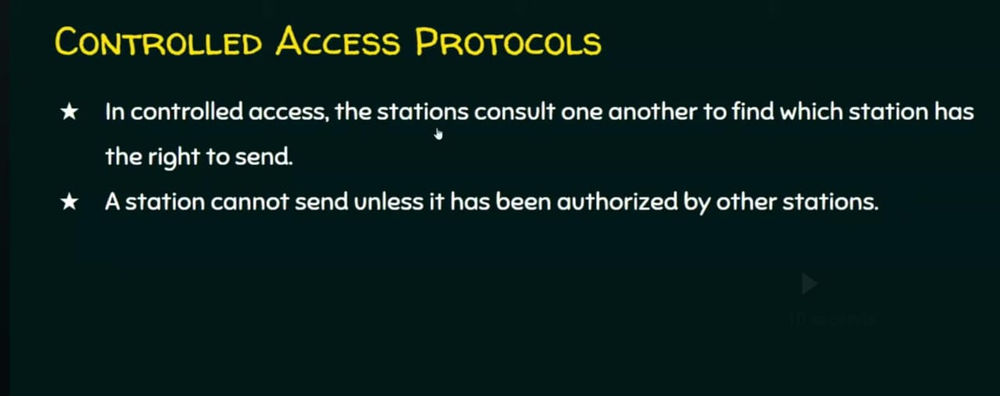 CONTROLLED ACCESS PROTOCOLS
★ In controlled access, the stations consult one another to find which station has
the right to send.
★ A station cannot send unless it has been authorized by other stations.
10 seconds